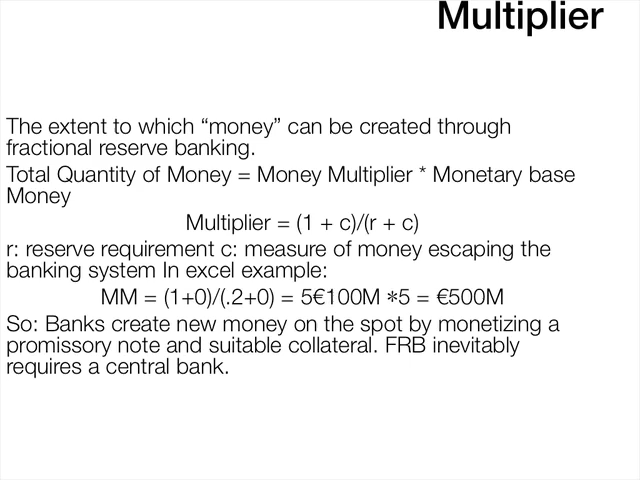 Multiplier
The extent to which “money” can be created through
fractional reserve banking.
Total Quantity of Money = Money Multiplier * Monetary base
Money
Multiplier = (1 + c)/(r + c)
r: reserve requirement c: measure of money escaping the
banking system In excel example:
MM = (1+0)/(.2+0) = 5€100M *5 = €500M
So: Banks create new money on the spot by monetizing a
promissory note and suitable collateral. FRB inevitably
requires a central bank.